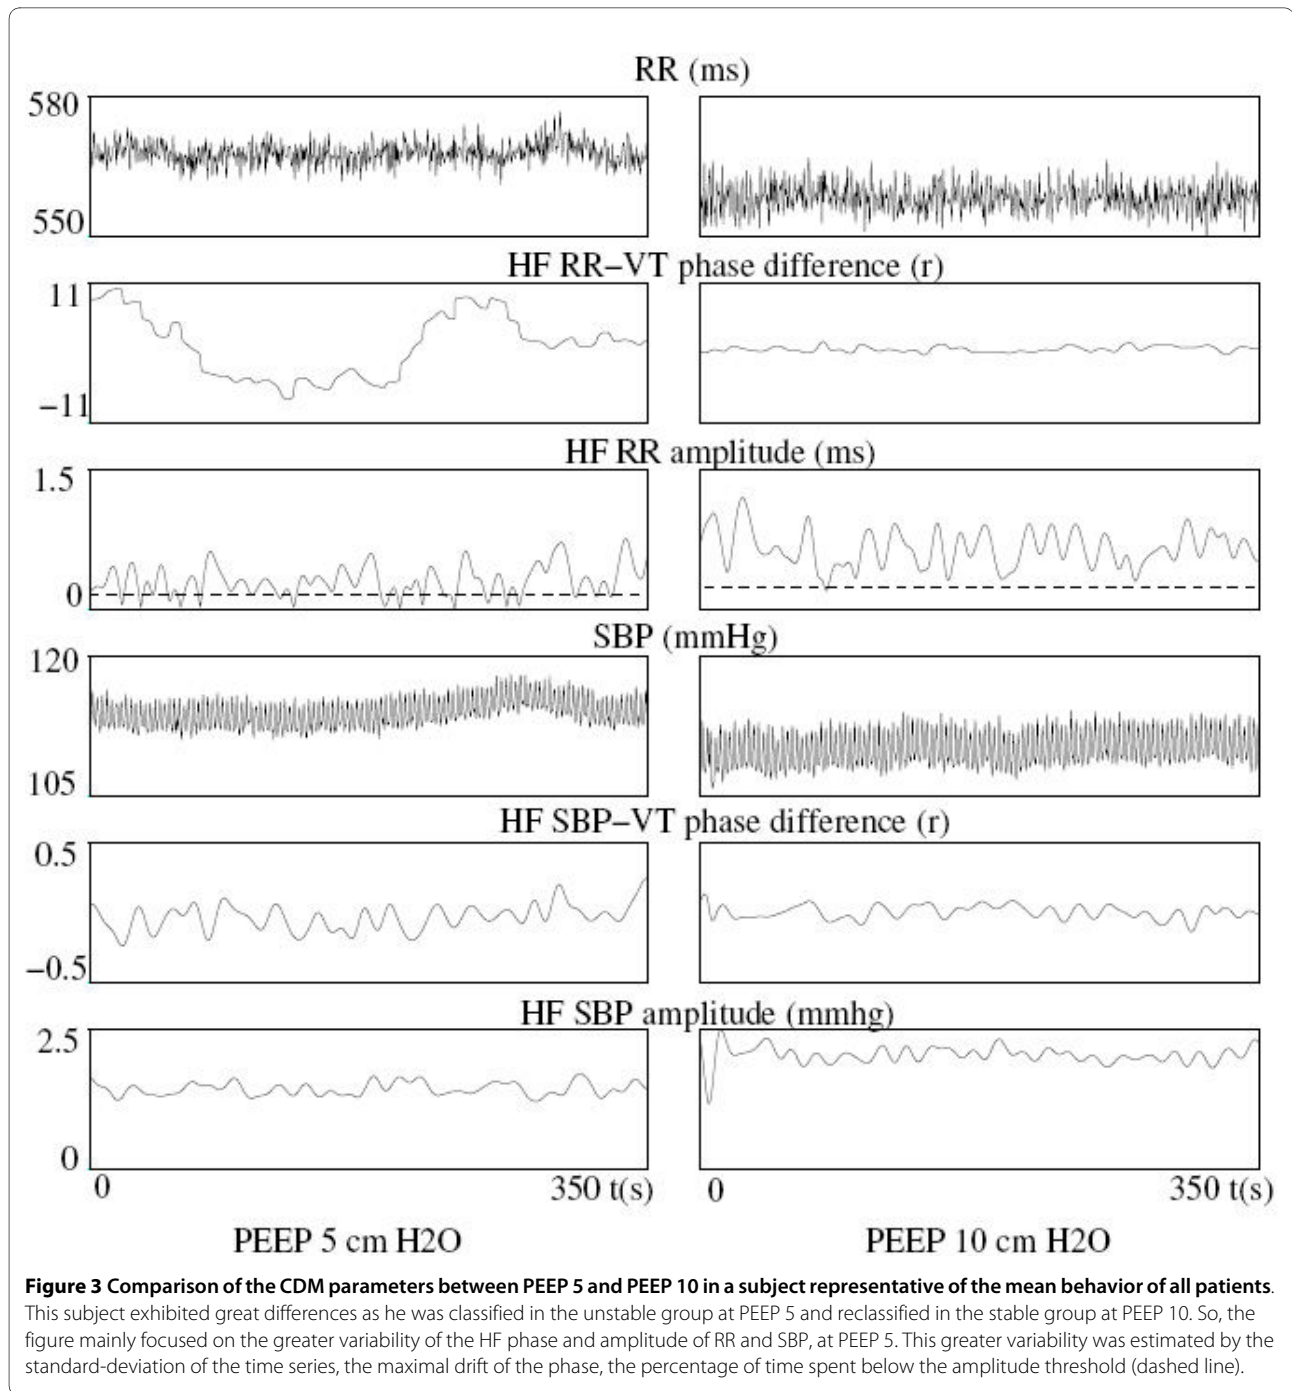 RR (ms)
580
550
HF RR–VT phase difference (r)
11
−11
HF RR amplitude (ms)
1.5
0
SBP (mmHg)
120
105
HF SBP–VT phase difference (r)
0.5
−0.5
HF SBP amplitude (mmhg)
2.5
0
0 350 t(s) 0 350 t(s)
PEEP 5 cm H2O PEEP 10 cm H2O
Figure 3 Comparison of the CDM parameters between PEEP 5 and PEEP 10 in a subject representative of the mean behavior of all patients.
This subject exhibited great differences as he was classified in the unstable group at PEEP 5 and reclassified in the stable group at PEEP 10. So, the
figure mainly focused on the greater variability of the HF phase and amplitude of RR and SBP, at PEEP 5. This greater variability was estimated by the
standard-deviation of the time series, the maximal drift of the phase, the percentage of time spent below the amplitude threshold (dashed line).